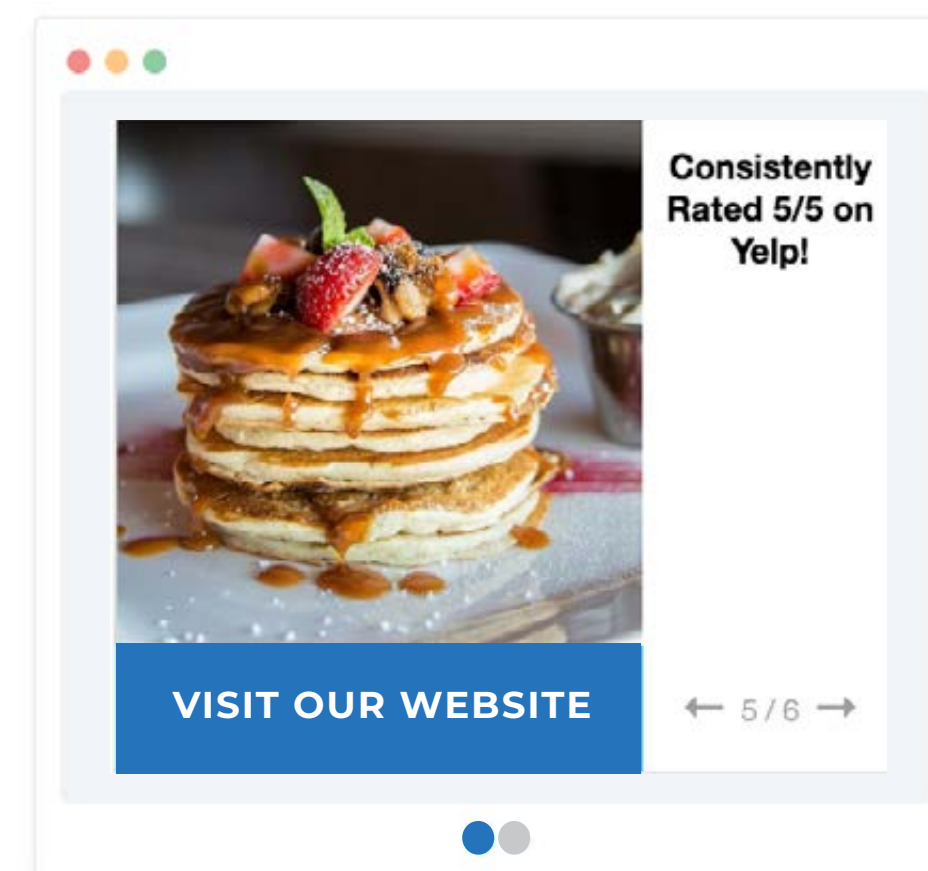 Consistently
Rated 5/5 on
Yelp!
VISIT OUR WEBSITE
← 5/6 →